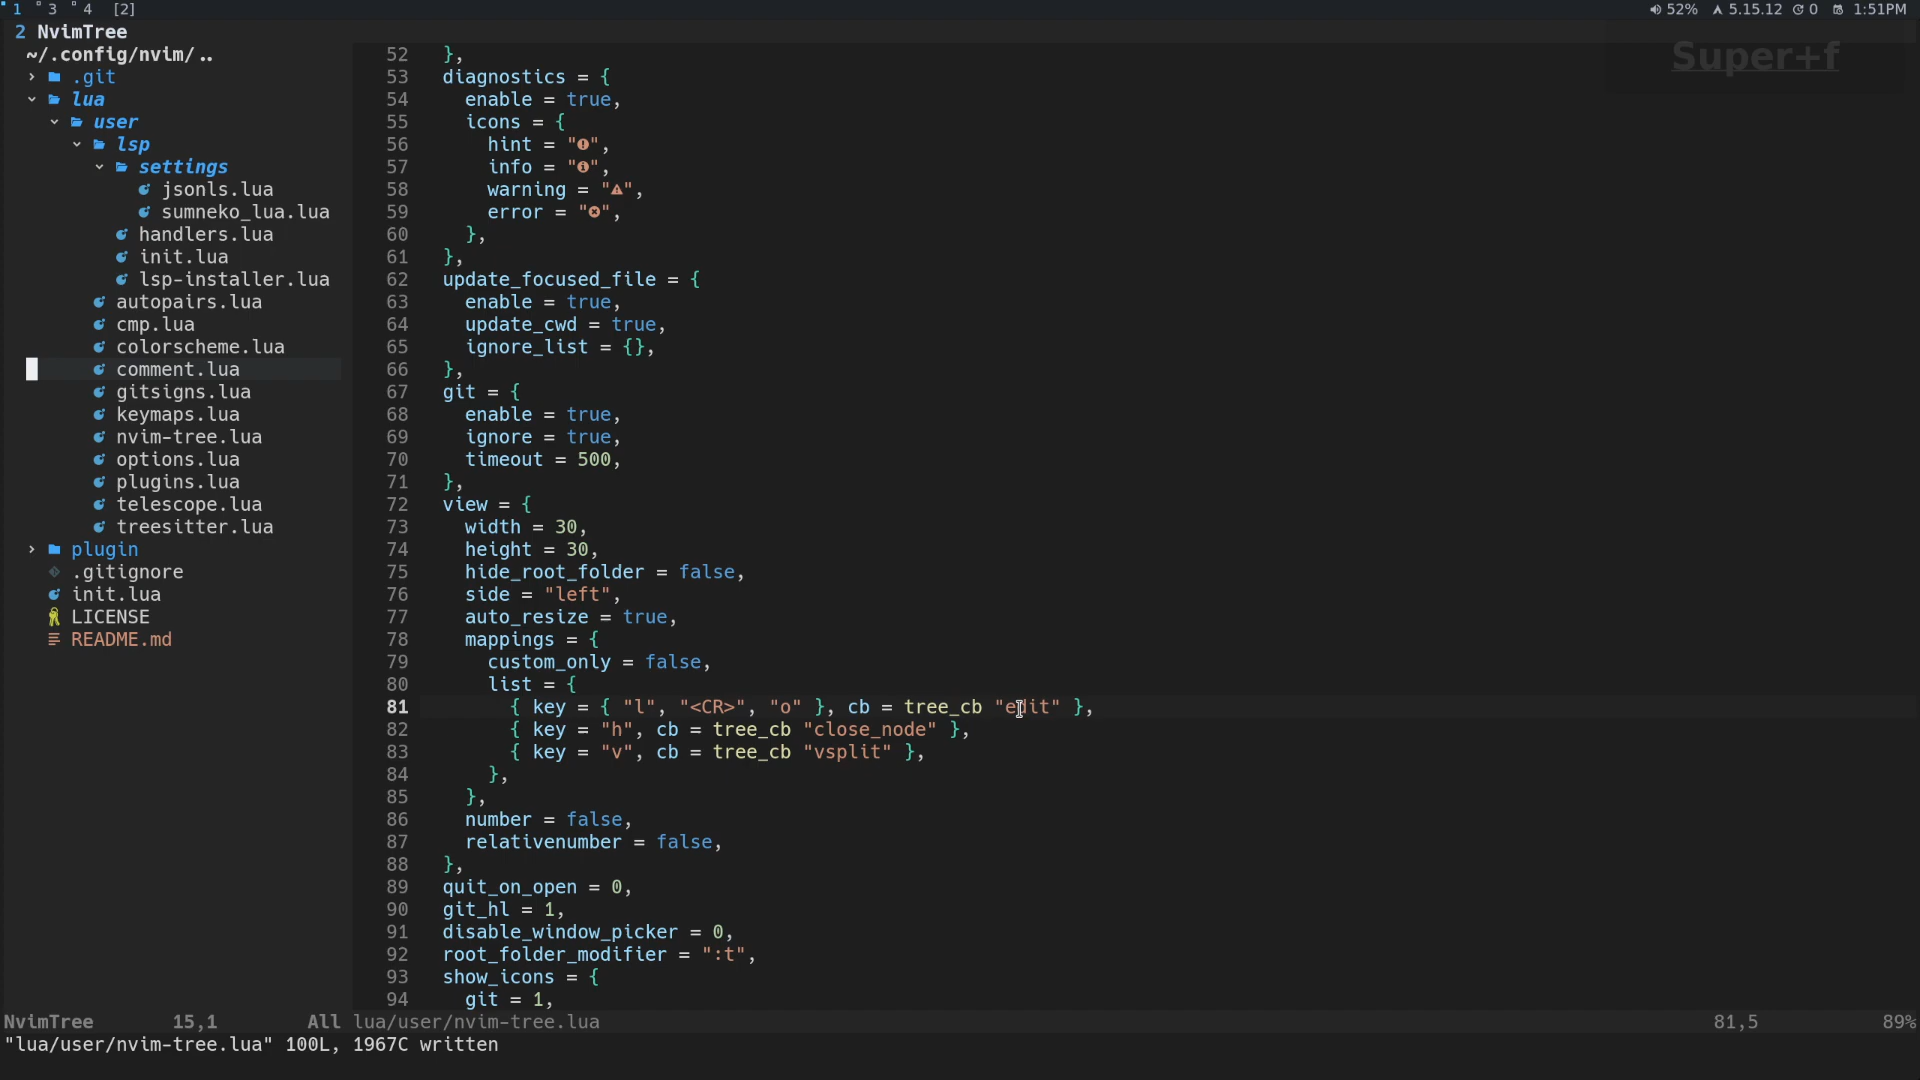 1 3 4 [2]
52% 5.15.12 0 1:51PM
2 NvimTree
Super+f
~/.config/nvim/..
.git
lua
user
lsp
settings
jsonls.lua
sumneko_lua.lua
handlers.lua
init.lua
lsp-installer.lua
autopairs.lua
cmp.lua
colorscheme.lua
comment.lua
gitsigns.lua
keymaps.lua
nvim-tree.lua
options.lua
plugins.lua
telescope.lua
treesitter.lua
plugin
.gitignore
init.lua
LICENSE
README.md
52 },
53 diagnostics = {
54 enable = true,
55 icons = {
56 hint = "",
57 info = "",
58 warning = "",
59 error = "",
60 },
61 },
62 update_focused_file = {
63 enable = true,
64 update_cwd = true,
65 ignore_list = {},
66 },
67 git = {
68 enable = true,
69 ignore = true,
70 timeout = 500,
71 },
72 view = {
73 width = 30,
74 height = 30,
75 hide_root_folder = false,
76 side = "left",
77 auto_resize = true,
78 mappings = {
79 custom_only = false,
80 list = {
81 { key = { "l", "<CR>", "o" }, cb = tree_cb "edit" },
82 { key = "h", cb = tree_cb "close_node" },
83 { key = "v", cb = tree_cb "vsplit" },
84 },
85 },
86 number = false,
87 relativenumber = false,
88 },
89 quit_on_open = 0,
90 git_hl = 1,
91 disable_window_picker = 0,
92 root_folder_modifier = ":t",
93 show_icons = {
94 git = 1,
NvimTree 15,1 All lua/user/nvim-tree.lua 81,5 89%
"lua/user/nvim-tree.lua" 100L, 1967C written